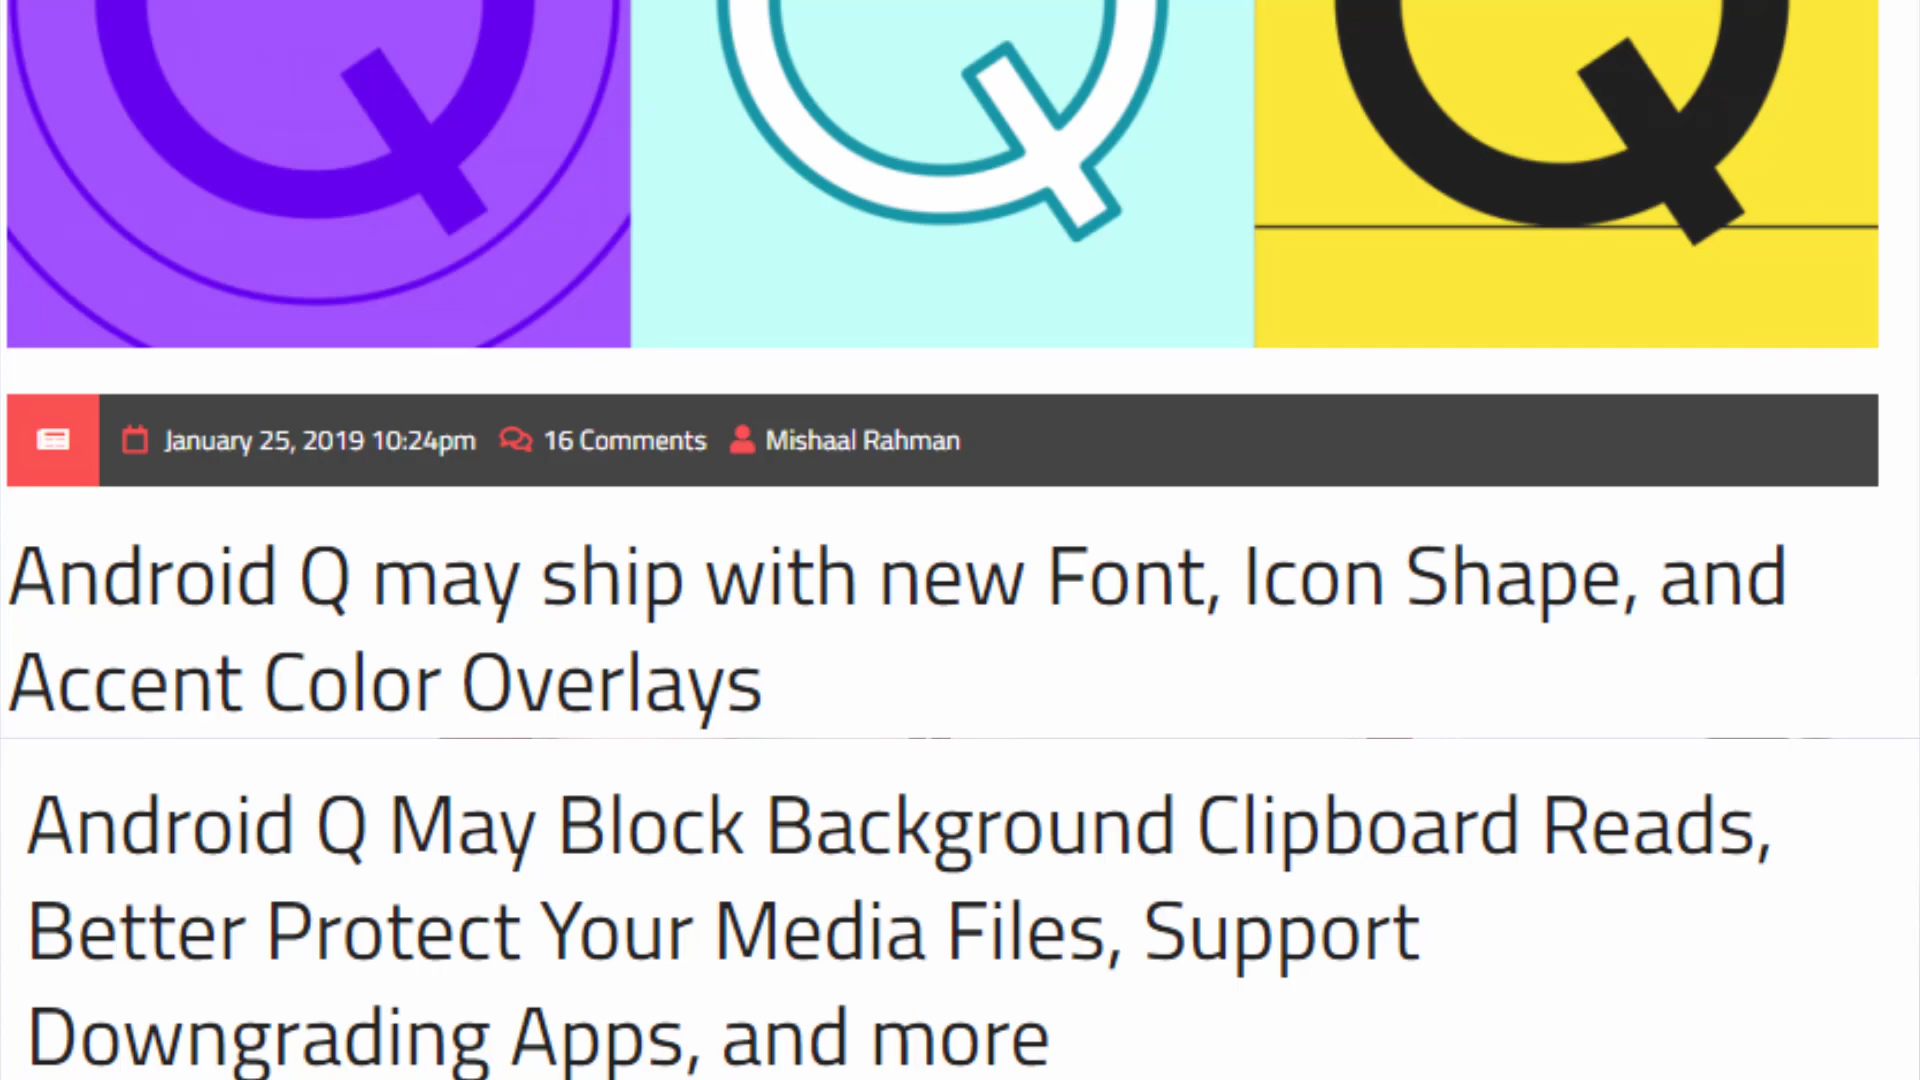 Q Q Q
January 25, 2019 10:24pm 16 Comments Mishaal Rahman
Android Q may ship with new Font, Icon Shape, and
Accent Color Overlays
Android Q May Block Background Clipboard Reads,
Better Protect Your Media Files, Support
Downgrading Apps, and more